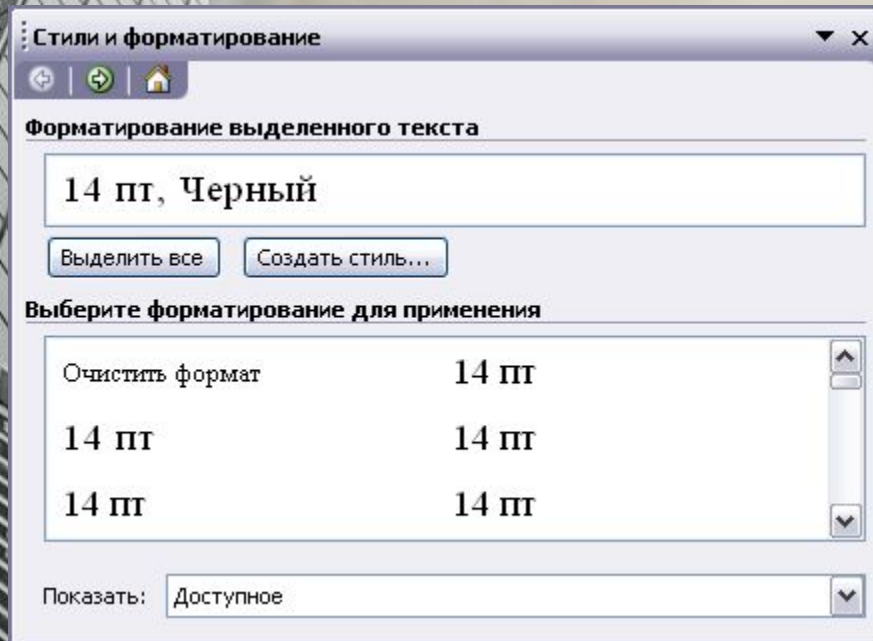 Стили и форматирование
Форматирование выделенного текста
14 пт, Черный
Выделить все Создать стиль...
Выберите форматирование для применения
Очистить формат 14 пт
14 пт 14 пт
14 пт 14 пт
Показать: Доступное